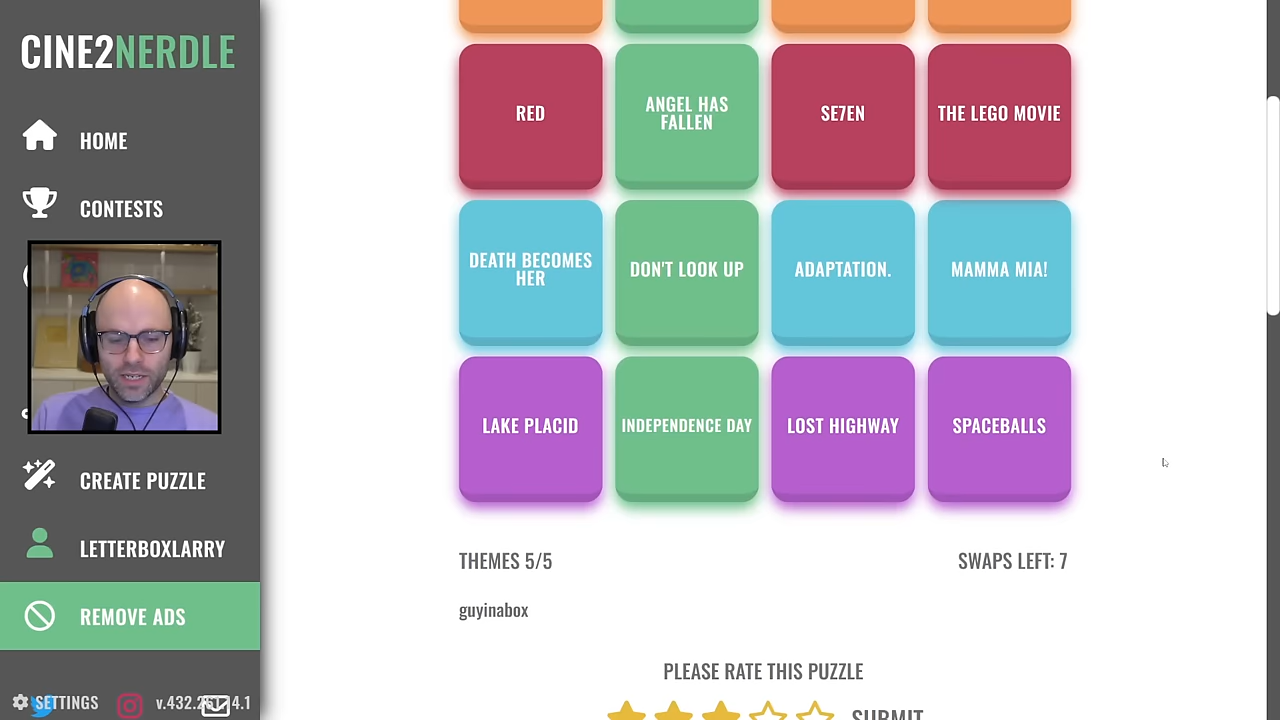 CINE2NERDLE
HOME
CONTESTS
CREATE PUZZLE
LETTERBOXLARRY
REMOVE ADS
SETTINGS
RED
ANGEL HAS
FALLEN
SE7EN
THE LEGO MOVIE
DEATH BECOMES
HER
DON'T LOOK UP
ADAPTATION.
MAMMA MIA!
LAKE PLACID
INDEPENDENCE DAY
LOST HIGHWAY
SPACEBALLS
THEMES 5/5
SWAPS LEFT: 7
guyinabox
PLEASE RATE THIS PUZZLE
SUBMIT